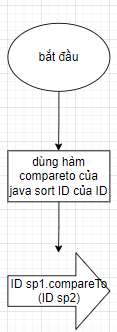 bắt đầu
dùng hàm
compareto của
java sort ID của ID
ID sp1.compareTo
(ID sp2)